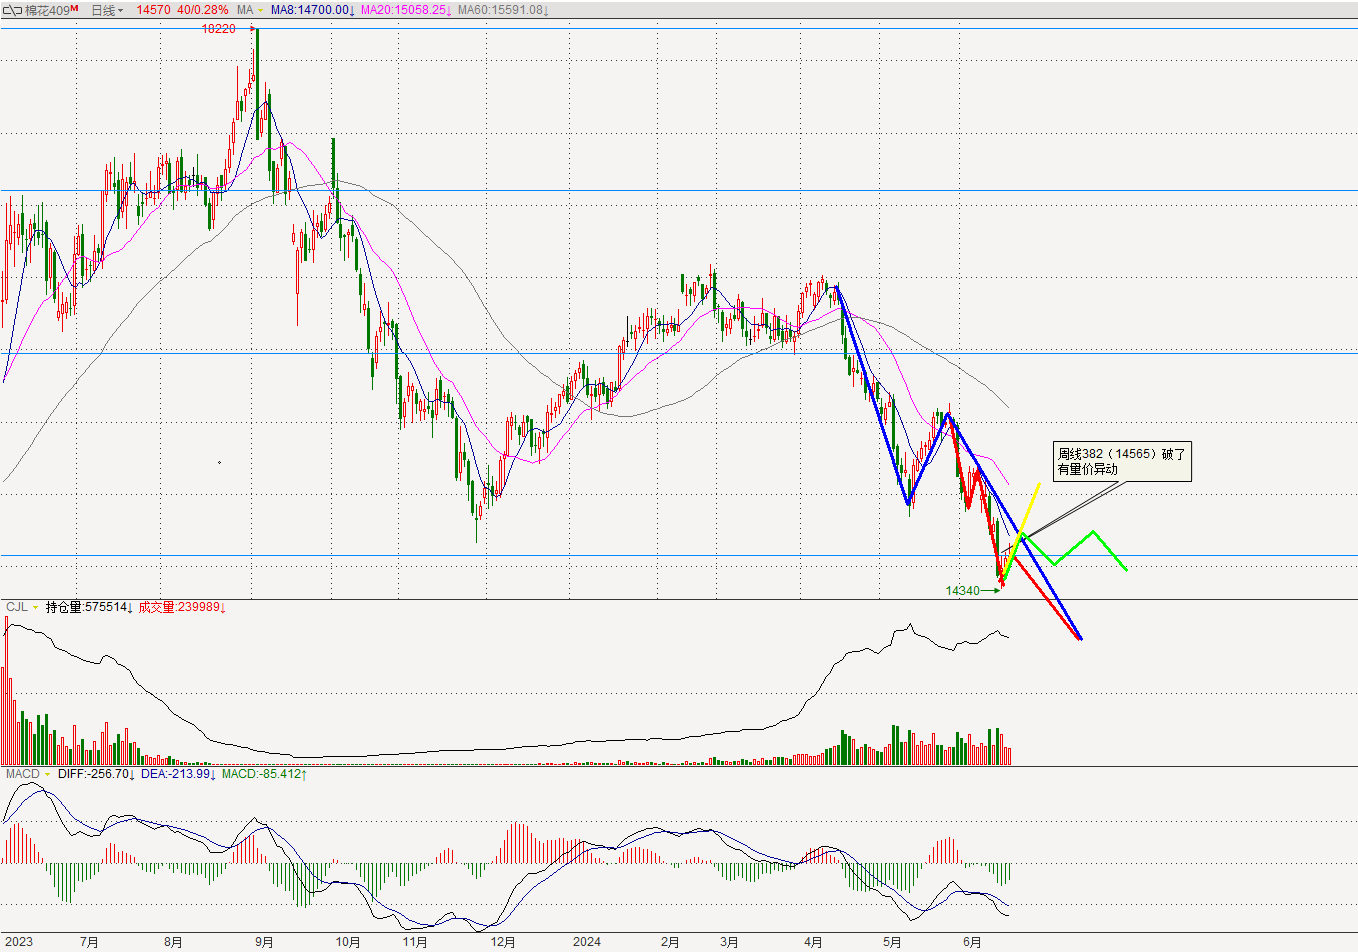 棉花409M 日线 14570 40/0.28% MA MA8:14700.00↓ MA20:15058.25↓ MA60:15591.08↓
18220
周线382（14565）破了
有量价异动
14340
CJL 持仓量:575514↓ 成交量:239989↓
MACD DIFF:-256.70↓ DEA:-213.99↓ MACD:-85.412↑
2023 7月 8月 9月 10月 11月 12月 2024 2月 3月 4月 5月 6月